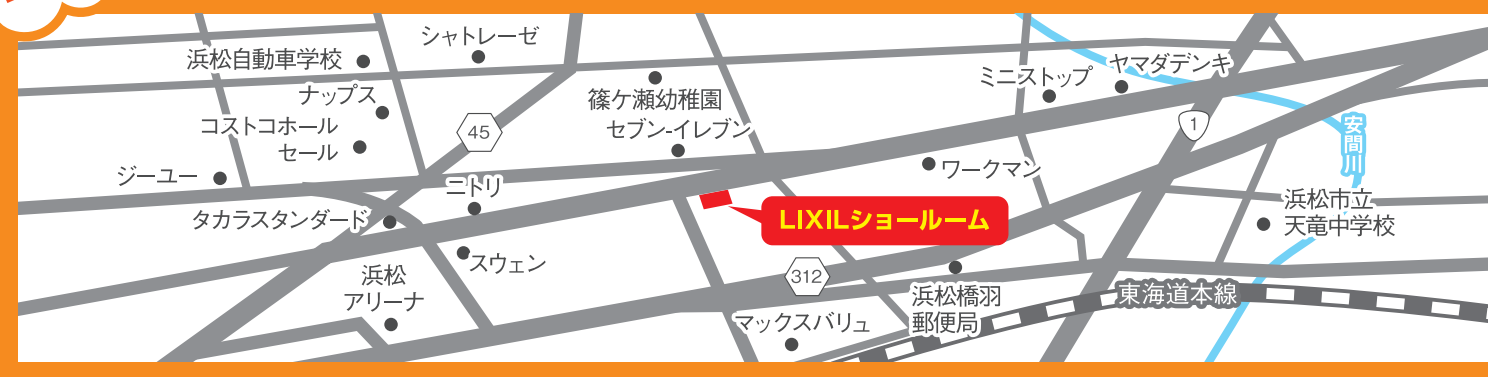 シャトレーゼ
浜松自動車学校
ナップス
コストコホール
セール
ジーユー
45
タカラスタンダード
ニトリ
スウェン
浜松
アリーナ
篠ケ瀬幼稚園
セブン-イレブン
LIXILショールーム
312
マックスバリュ
浜松橋羽
郵便局
ミニストップ
ヤマダデンキ
ワークマン
1
安間川
浜松市立
天竜中学校
東海道本線